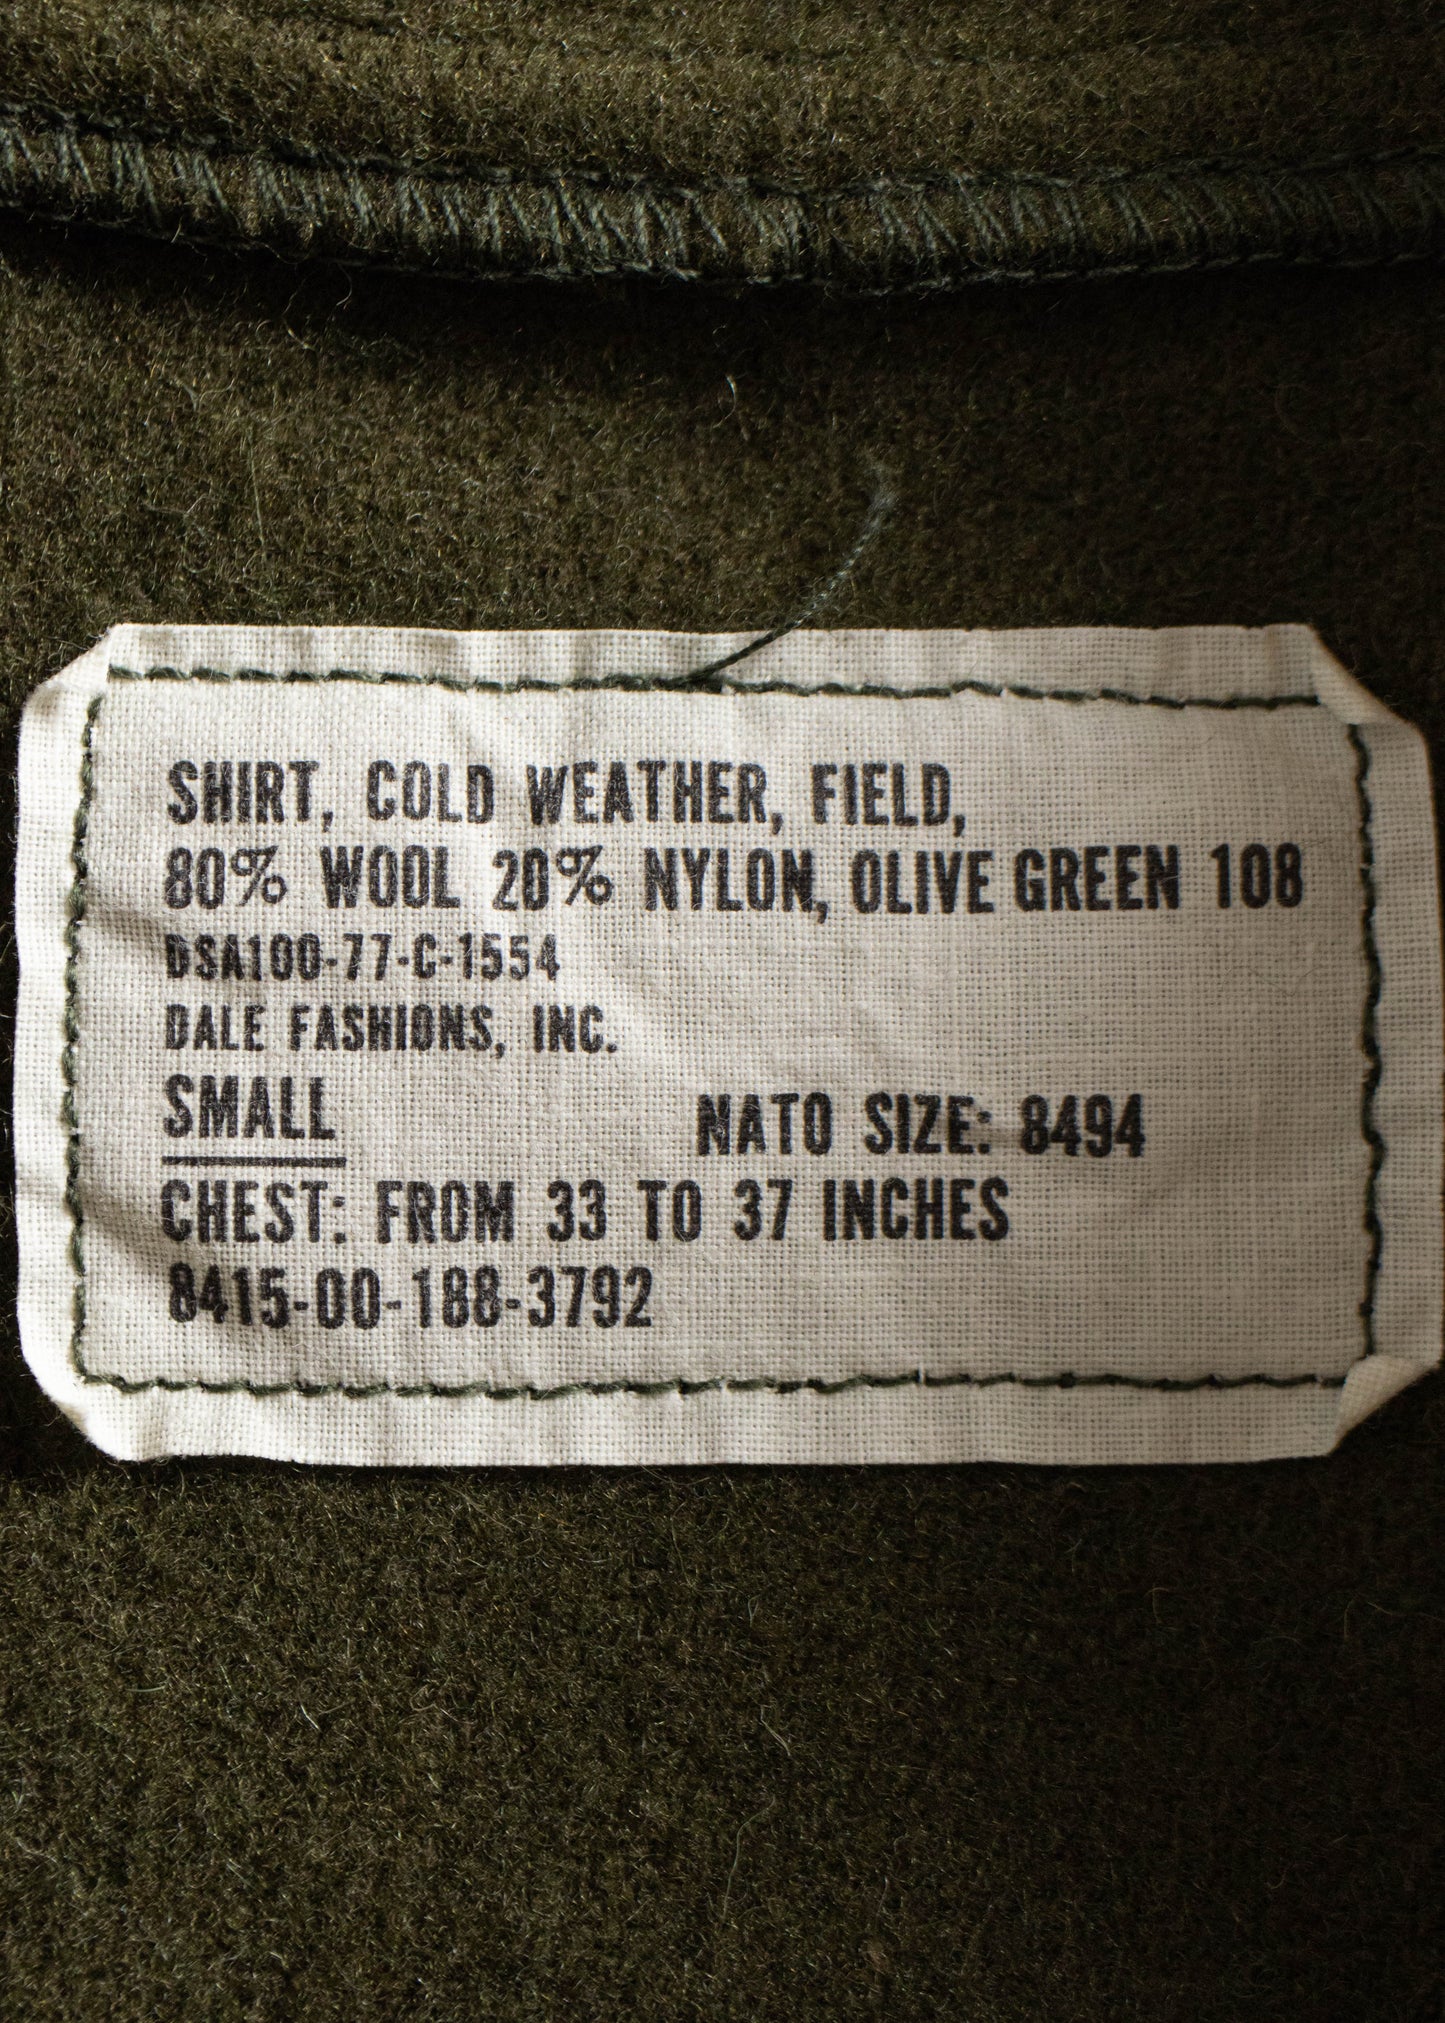 SHIRT, COLD WEATHER, FIELD,
80% WOOL 20% NYLON, OLIVE GREEN 108
DSA100-77-C-1554
DALE FASHIONS, INC.
SMALL NATO SIZE: 8494
CHEST: FROM 33 TO 37 INCHES
8415-00-188-3792